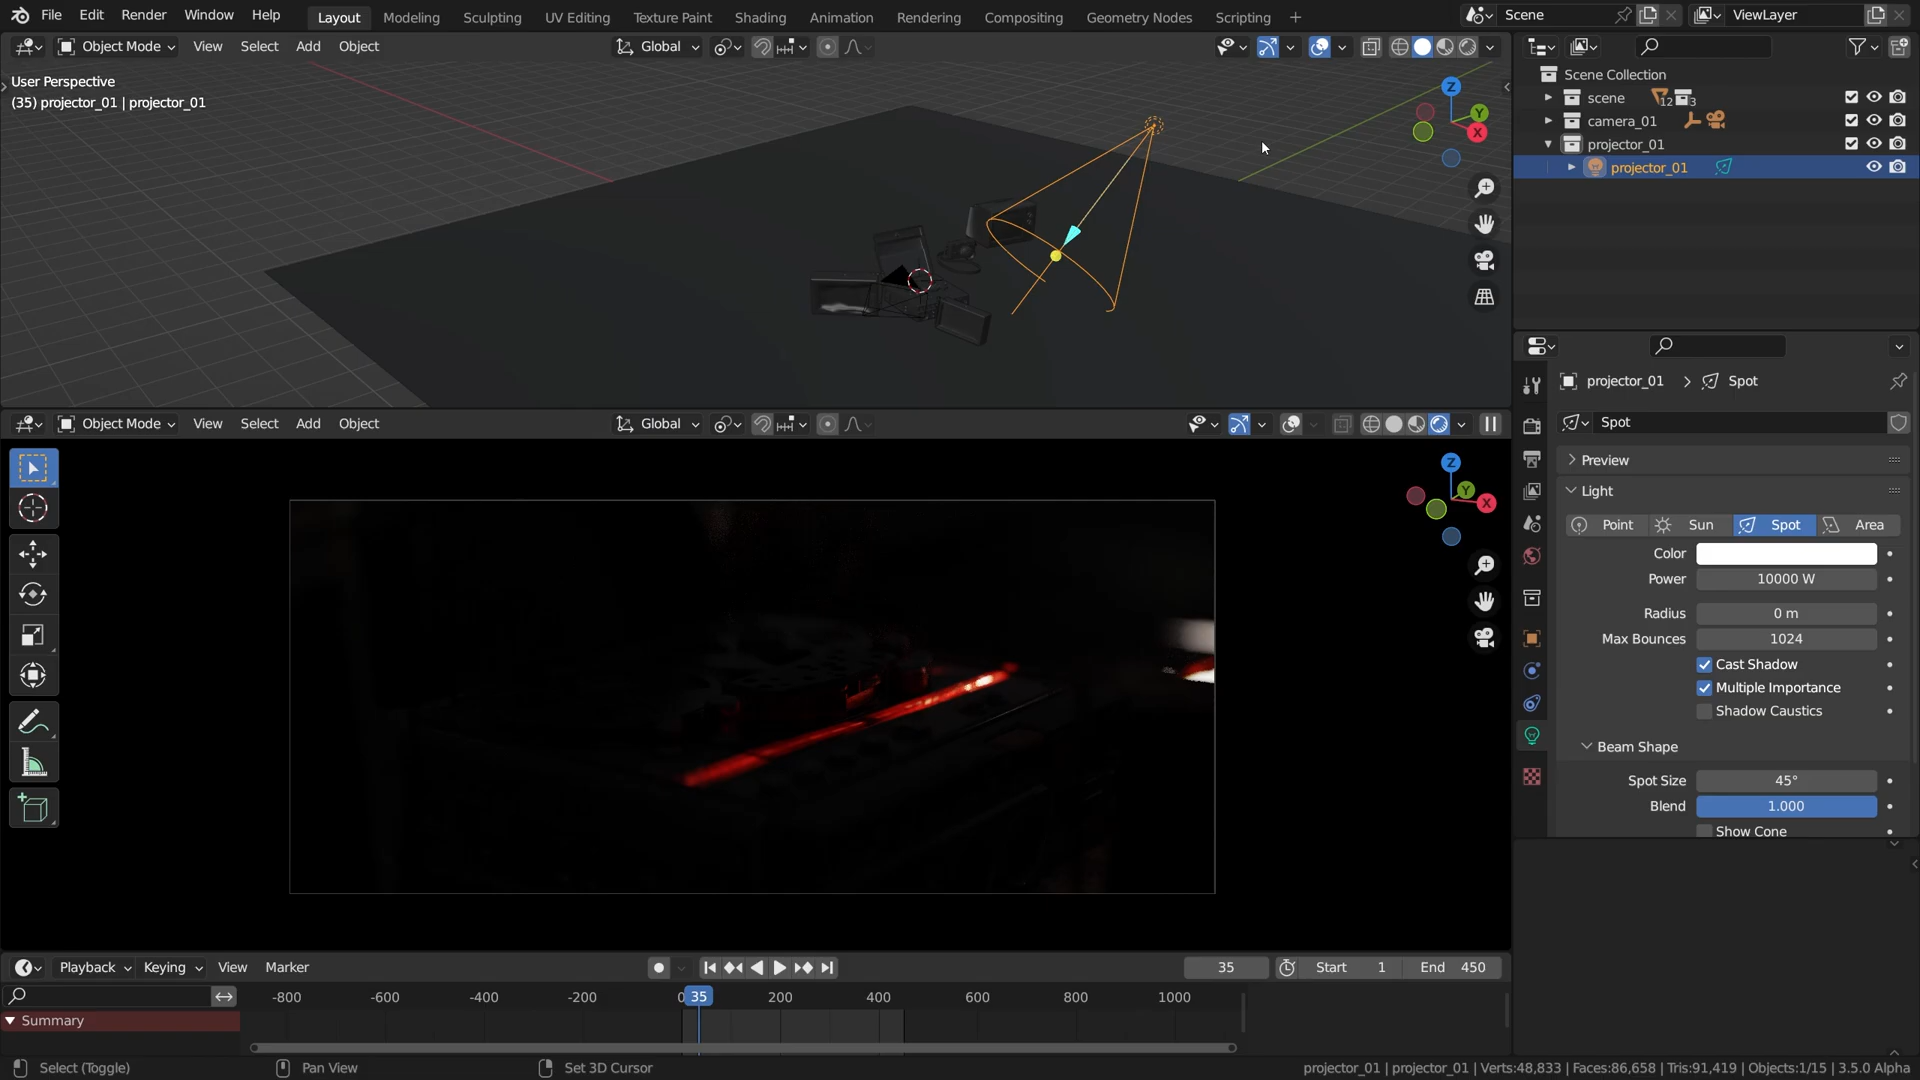 File Edit Render Window Help Layout Modeling Sculpting UV Editing Texture Paint Shading Animation Rendering Compositing Geometry Nodes Scripting + Scene ViewLayer
Object Mode View Select Add Object Global
User Perspective
(35) projector_01 | projector_01
Z
Y
X
Scene Collection
scene 12 3
camera_01
projector_01
projector_01
projector_01 > Spot
Spot
Preview
Light
Point Sun Spot Area
Color
Power 10000 W
Radius 0 m
Max Bounces 1024
Cast Shadow
Multiple Importance
Shadow Caustics
Beam Shape
Spot Size 45°
Blend 1.000
Show Cone
Object Mode View Select Add Object Global
Z
Y
X
Playback Keying View Marker 35 Start 1 End 450
-800 -600 -400 -200 0 35 200 400 600 800 1000
Summary
Select (Toggle) Pan View Set 3D Cursor projector_01 | projector_01 | Verts:48,833 | Faces:86,658 | Tris:91,419 | Objects:1/15 | 3.5.0 Alpha